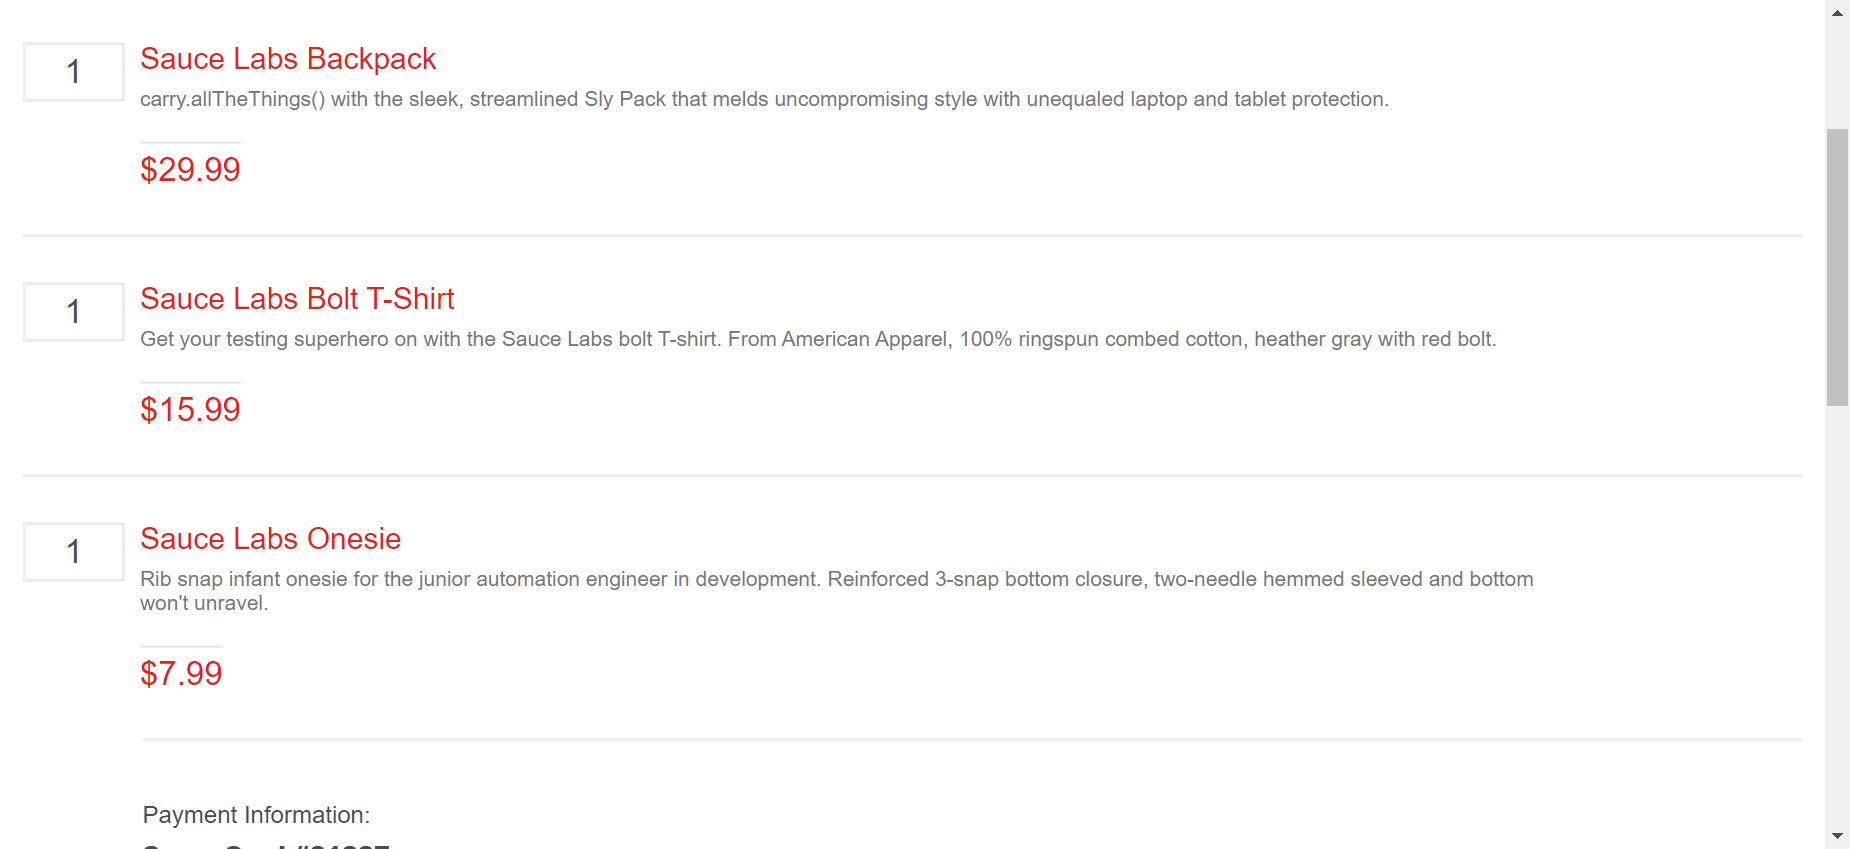 1
Sauce Labs Backpack
carry.allTheThings() with the sleek, streamlined Sly Pack that melds uncompromising style with unequaled laptop and tablet protection.
$29.99
1
Sauce Labs Bolt T-Shirt
Get your testing superhero on with the Sauce Labs bolt T-shirt. From American Apparel, 100% ringspun combed cotton, heather gray with red bolt.
$15.99
1
Sauce Labs Onesie
Rib snap infant onesie for the junior automation engineer in development. Reinforced 3-snap bottom closure, two-needle hemmed sleeved and bottom
won't unravel.
$7.99
Payment Information: